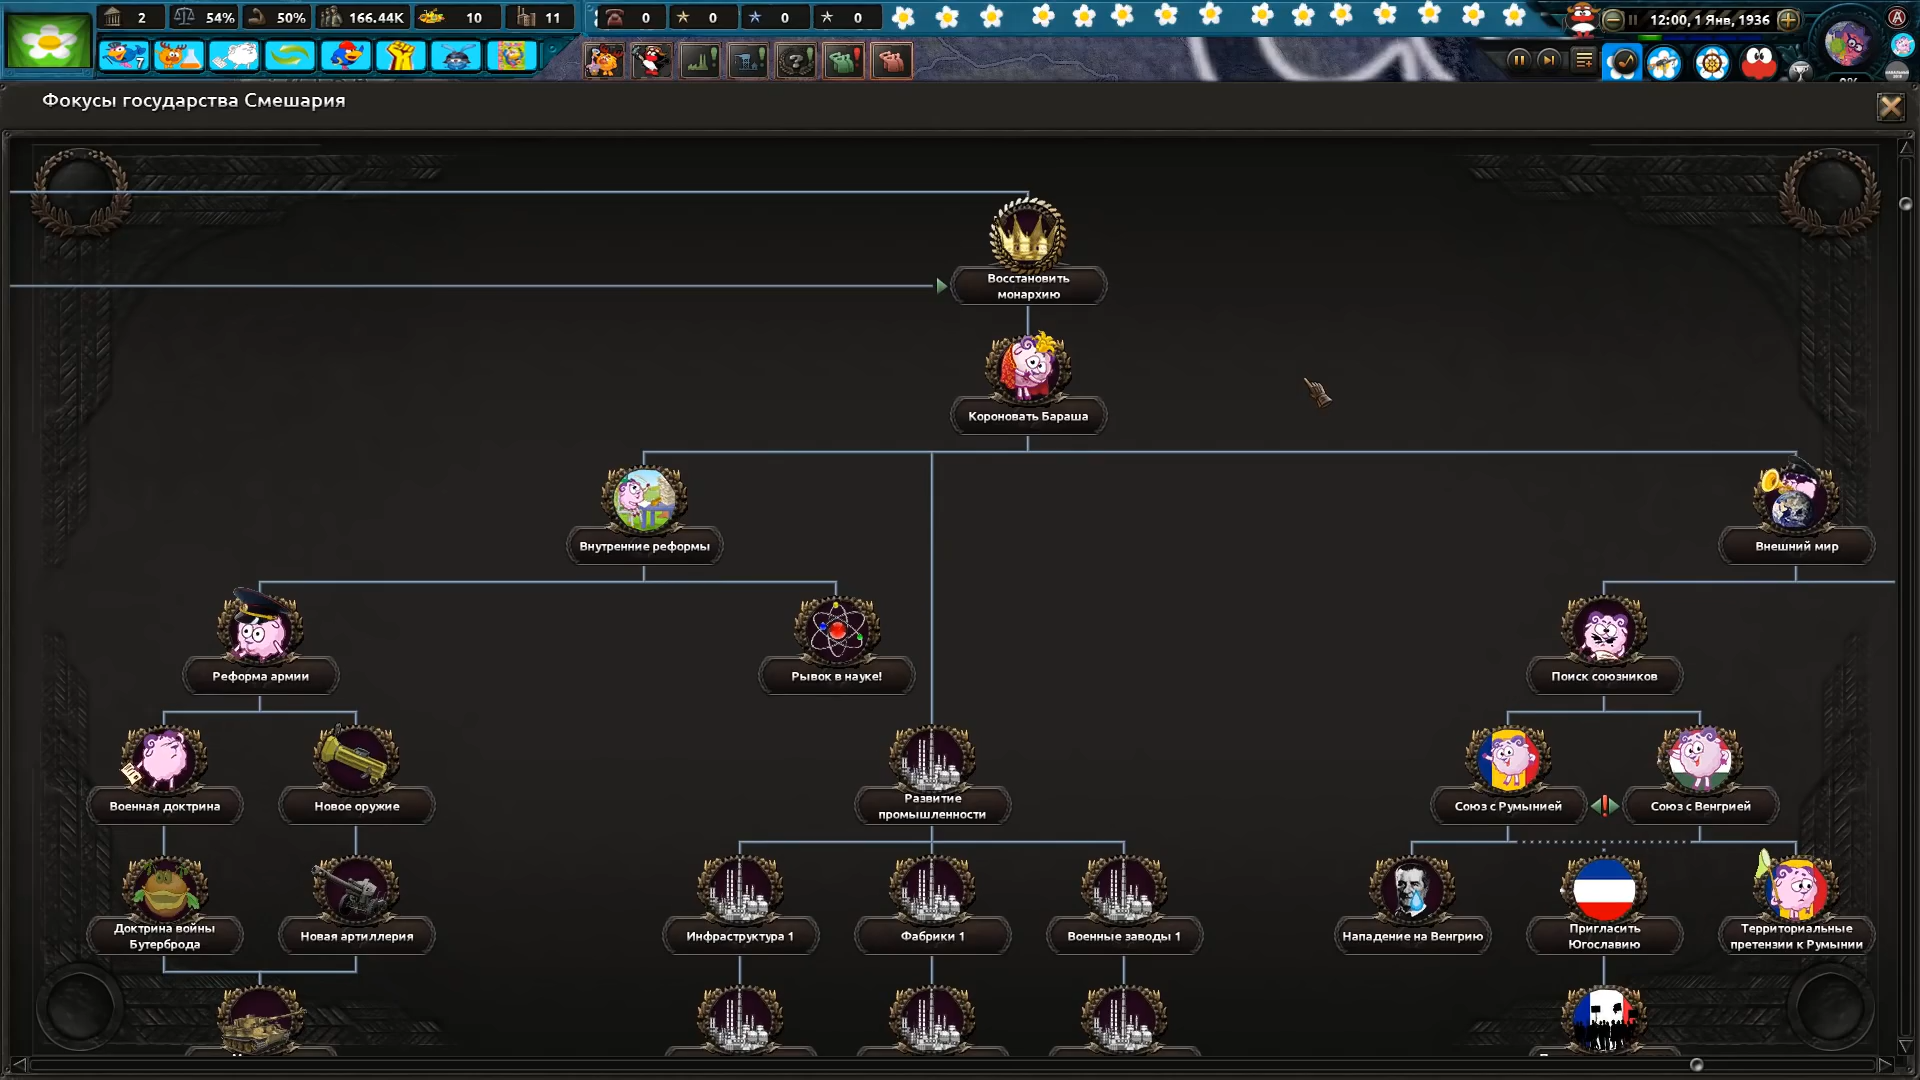 2 54% 50% 166.44K 10 11 0 0 0 0 12:00, 1 Янв, 1936
7
Фокусы государства Смешария
Восстановить
монархию
Короновать Бараша
Внутренние реформы
Внешний мир
Реформа армии
Рывок в науке!
Поиск союзников
Военная доктрина
Новое оружие
Развитие
промышленности
Союз с Румынией
Союз с Венгрией
Доктрина войны
Бутерброда
Новая артиллерия
Инфраструктура 1
Фабрики 1
Военные заводы 1
Нападение на Венгрию
Пригласить
Югославию
Территориальные
претензии к Румынии